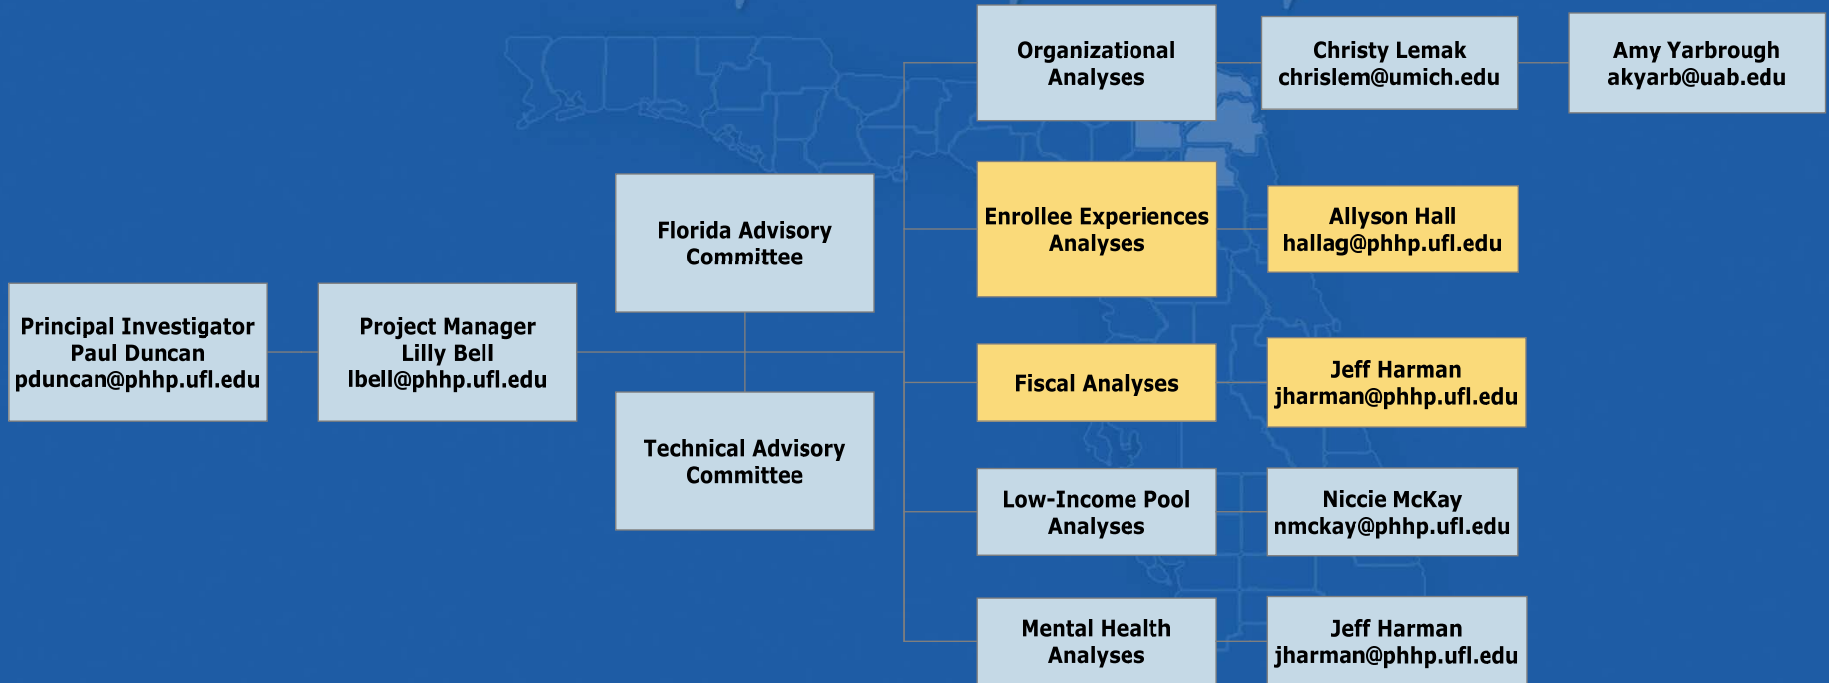 Principal Investigator
Paul Duncan
pduncan@phhp.ufl.edu
Project Manager
Lilly Bell
lbell@phhp.ufl.edu
Florida Advisory
Committee
Technical Advisory
Committee
Organizational
Analyses
Christy Lemak
chrislem@umich.edu
Amy Yarbrough
akyarb@uab.edu
Enrollee Experiences
Analyses
Allyson Hall
hallag@phhp.ufl.edu
Fiscal Analyses
Jeff Harman
jharman@phhp.ufl.edu
Low-Income Pool
Analyses
Niccie McKay
nmckay@phhp.ufl.edu
Mental Health
Analyses
Jeff Harman
jharman@phhp.ufl.edu